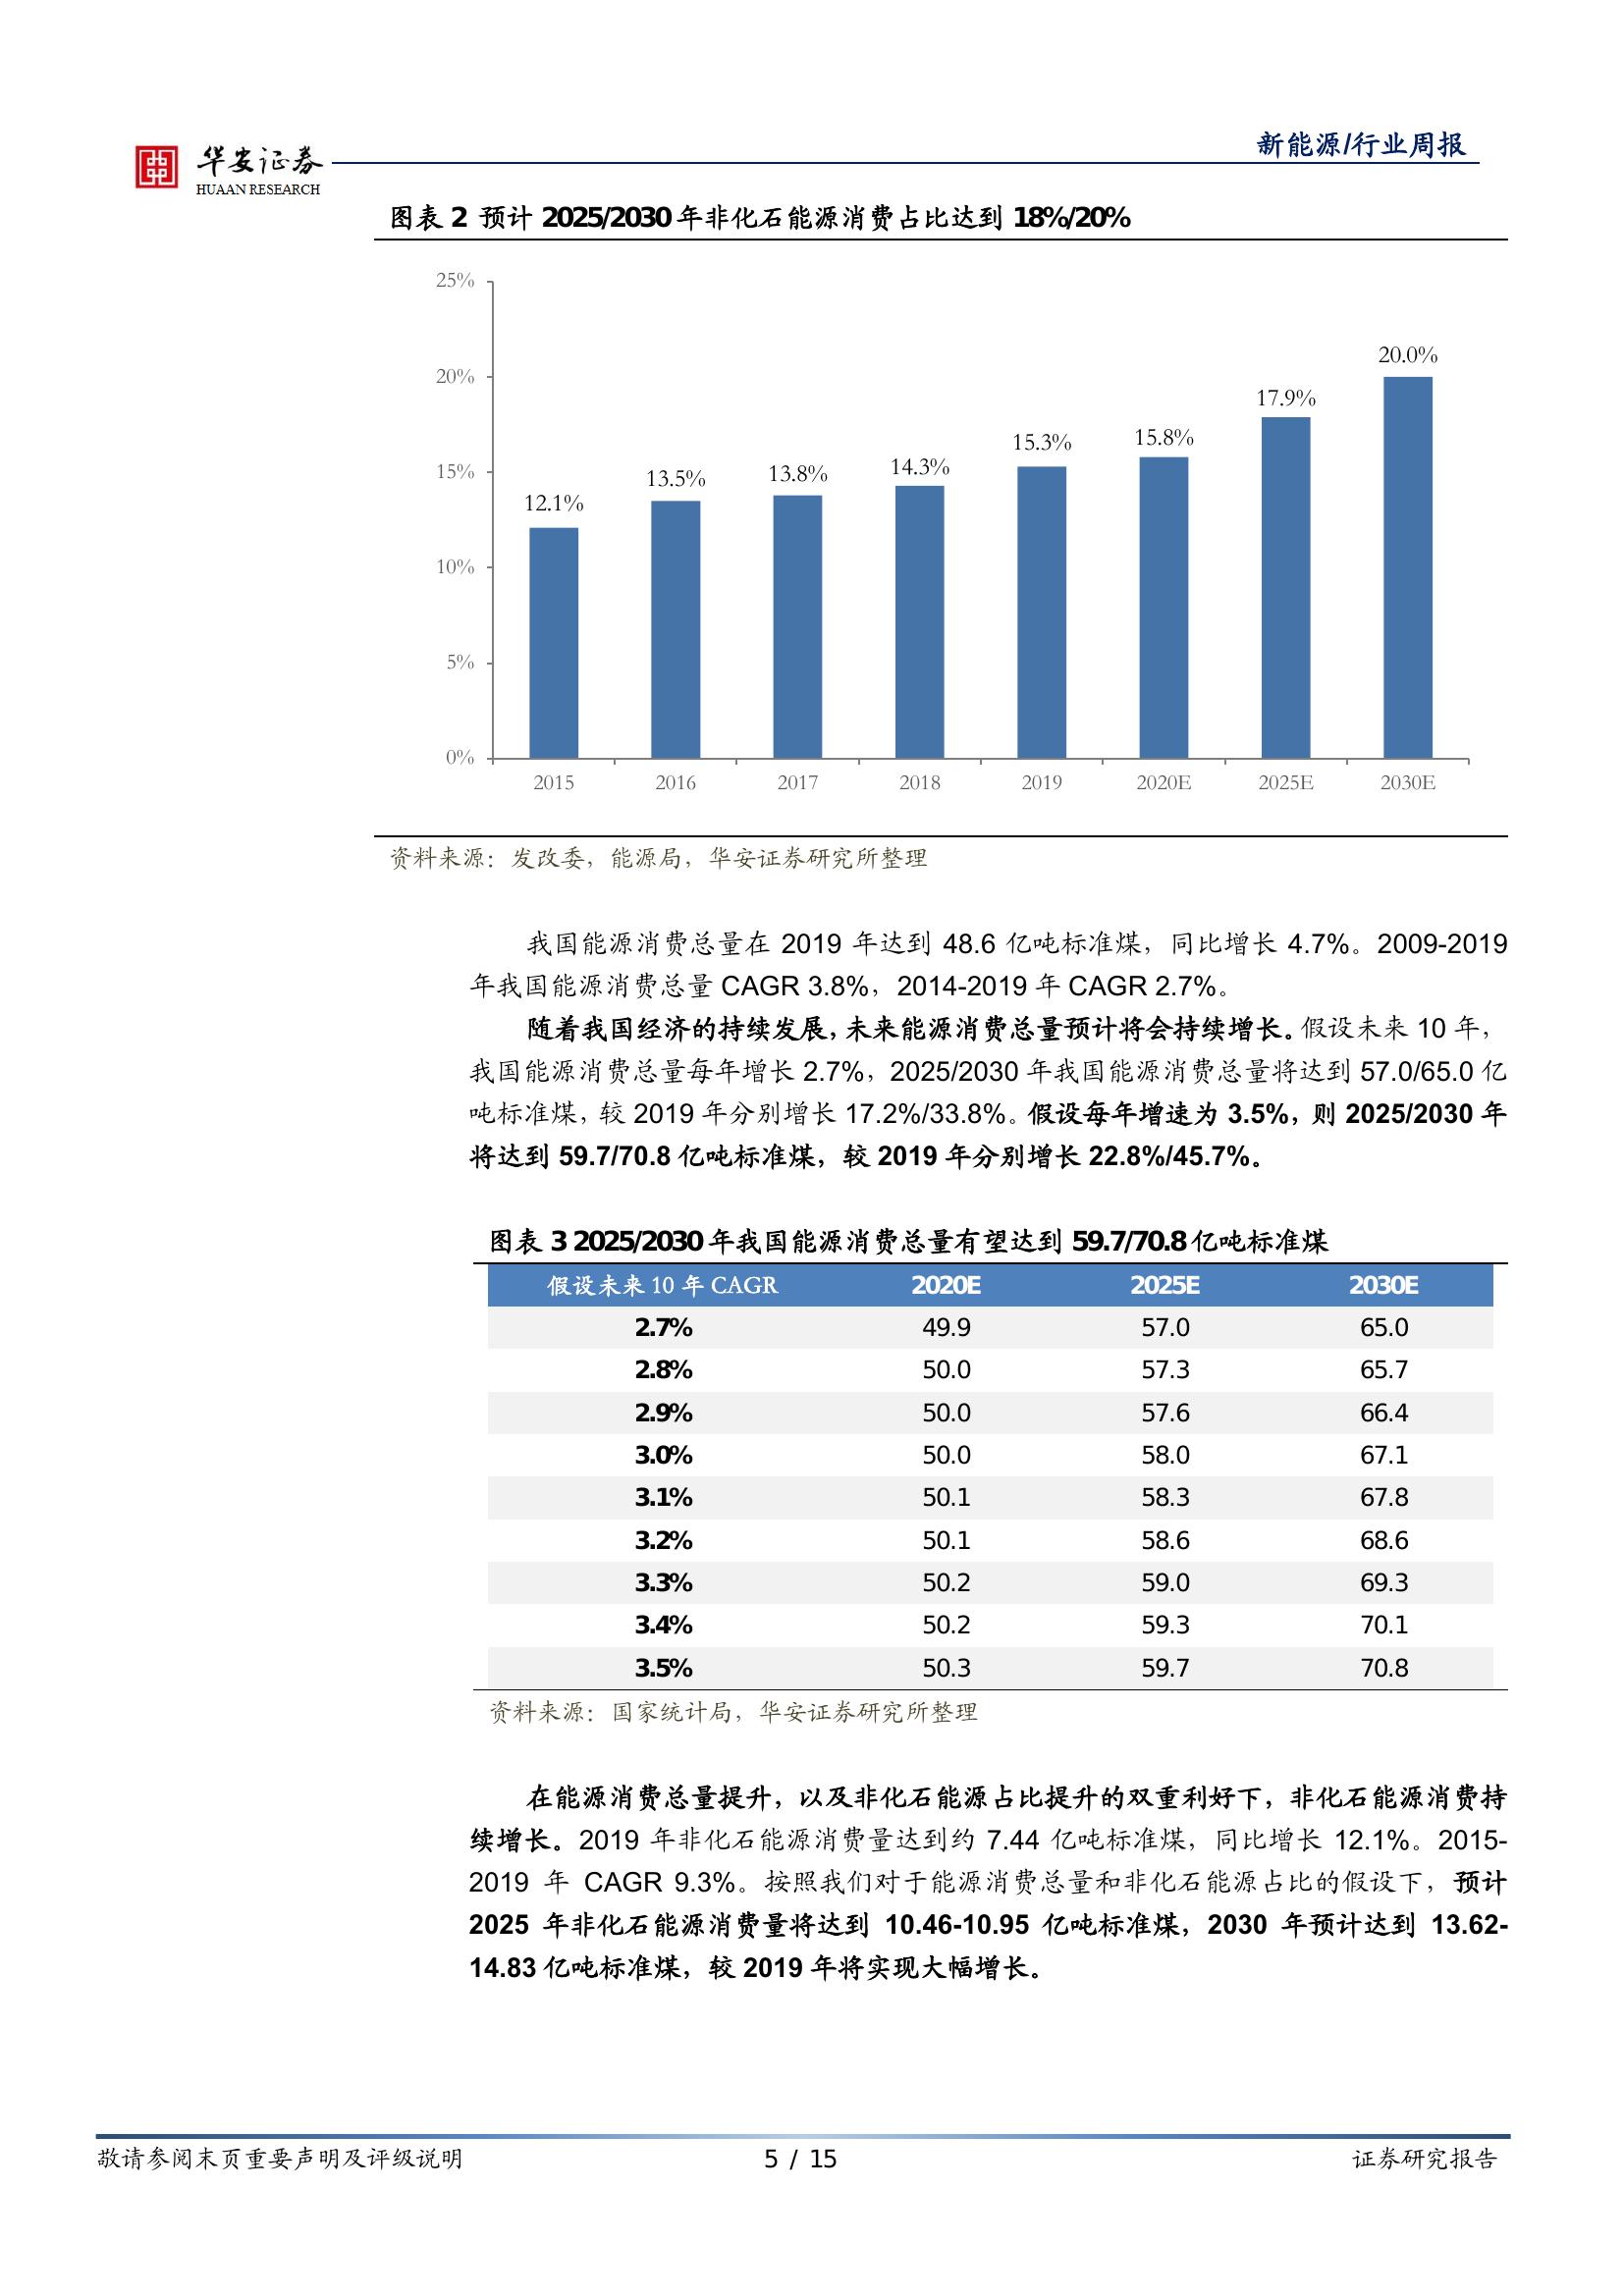 华安证券
HUAAN RESEARCH
新能源/行业周报
图表 2 预计 2025/2030 年非化石能源消费占比达到 18%/20%
25%
20%
15%
10%
5%
0%
12.1%
13.5%
13.8%
14.3%
15.3%
15.8%
17.9%
20.0%
2015 2016 2017 2018 2019 2020E 2025E 2030E
资料来源：发改委，能源局，华安证券研究所整理
我国能源消费总量在 2019 年达到 48.6 亿吨标准煤，同比增长 4.7%。2009-2019
年我国能源消费总量 CAGR 3.8%，2014-2019 年 CAGR 2.7%。
随着我国经济的持续发展，未来能源消费总量预计将会持续增长。假设未来 10 年，
我国能源消费总量每年增长 2.7%，2025/2030 年我国能源消费总量将达到 57.0/65.0 亿
吨标准煤，较 2019 年分别增长 17.2%/33.8%。假设每年增速为 3.5%，则 2025/2030 年
将达到 59.7/70.8 亿吨标准煤，较 2019 年分别增长 22.8%/45.7%。
图表 3 2025/2030 年我国能源消费总量有望达到 59.7/70.8 亿吨标准煤
假设未来 10 年 CAGR 2020E 2025E 2030E
2.7% 49.9 57.0 65.0
2.8% 50.0 57.3 65.7
2.9% 50.0 57.6 66.4
3.0% 50.0 58.0 67.1
3.1% 50.1 58.3 67.8
3.2% 50.1 58.6 68.6
3.3% 50.2 59.0 69.3
3.4% 50.2 59.3 70.1
3.5% 50.3 59.7 70.8
资料来源：国家统计局，华安证券研究所整理
在能源消费总量提升，以及非化石能源占比提升的双重利好下，非化石能源消费持
续增长。2019 年非化石能源消费量达到约 7.44 亿吨标准煤，同比增长 12.1%。2015-
2019 年 CAGR 9.3%。按照我们对于能源消费总量和非化石能源占比的假设下，预计
2025 年非化石能源消费量将达到 10.46-10.95 亿吨标准煤，2030 年预计达到 13.62-
14.83 亿吨标准煤，较 2019 年将实现大幅增长。
敬请参阅末页重要声明及评级说明 5 / 15 证券研究报告